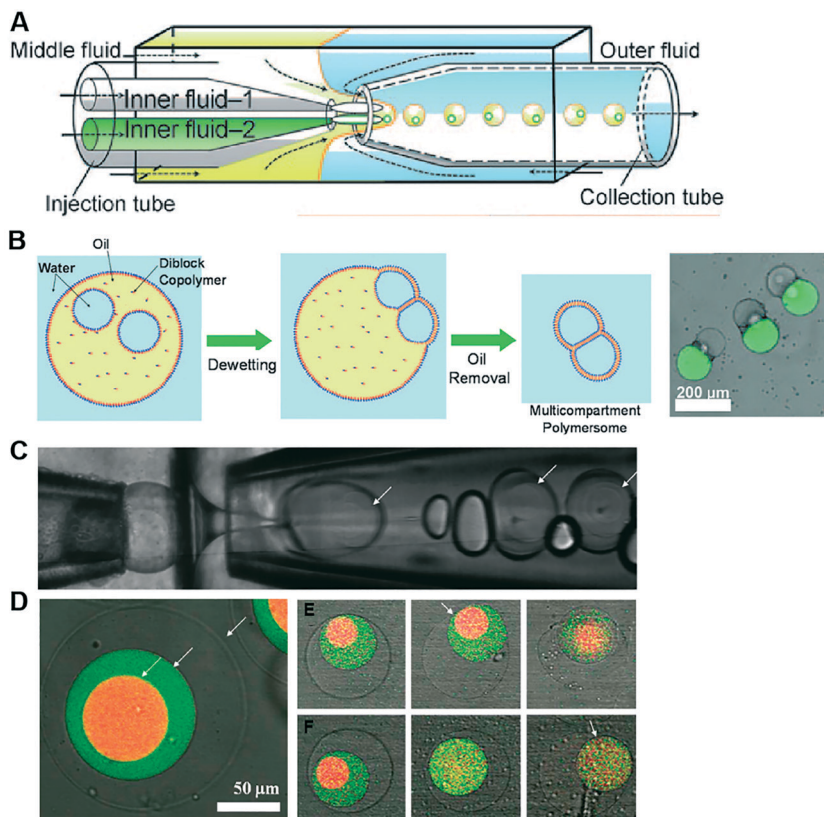 A
Middle fluid
Outer fluid
Inner fluid–1
Inner fluid–2
Injection tube
Collection tube
B
Oil
Water
Diblock
Copolymer
Dewetting
Oil
Removal
Multicompartment
Polymersome
200 µm
C
D
E
F
50 µm